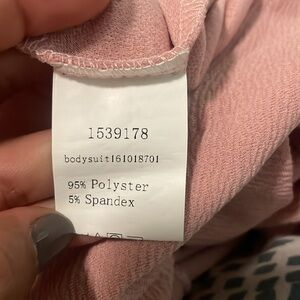 1539178
bodysuit161018701
95% Polyster
5% Spandex